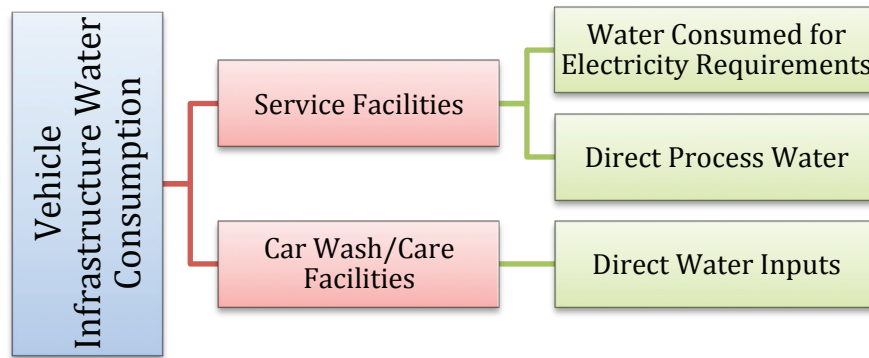 Vehicle
Infrastructure Water
Consumption
Service Facilities
Water Consumed for
Electricity Requirements
Direct Process Water
Car Wash/Care
Facilities
Direct Water Inputs